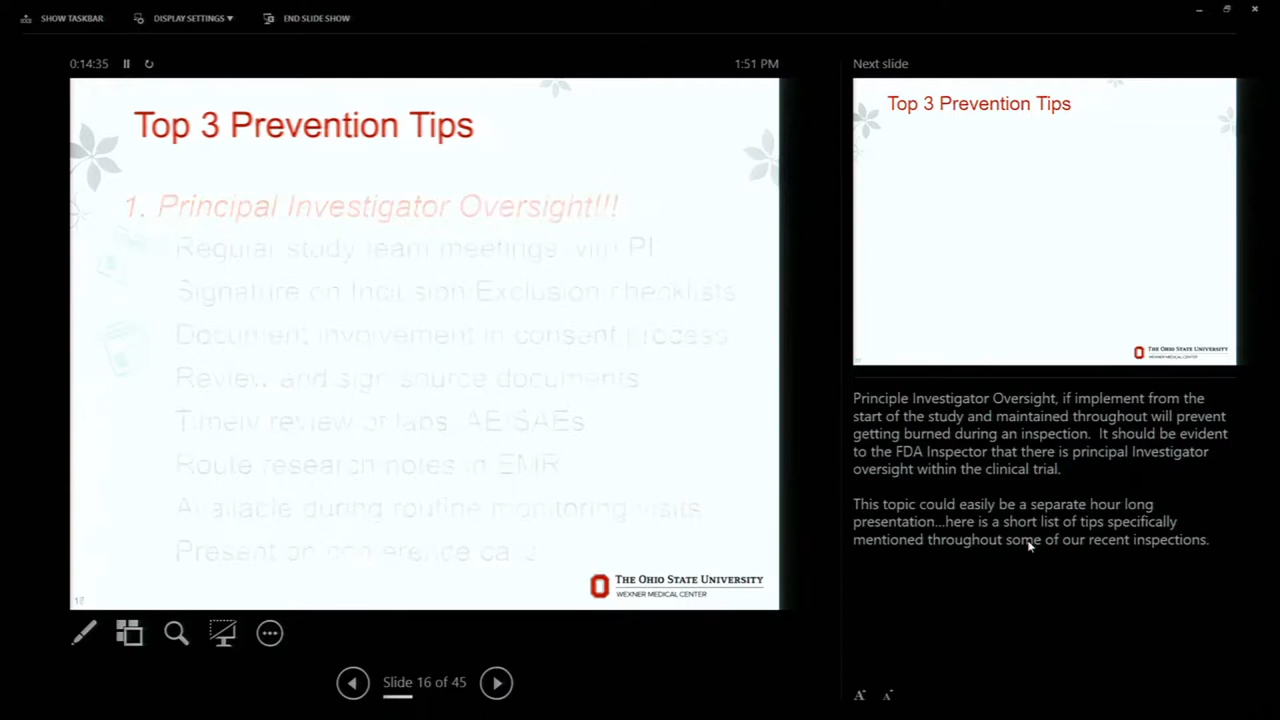 SHOW TASKBAR
DISPLAY SETTINGS
END SLIDE SHOW
0:14:35
1:51 PM
Top 3 Prevention Tips
1. Principal Investigator Oversight!!!
Regular study team meetings with PI
Signature on Inclusion/Exclusion checklists
Document involvement in consent process
Review and sign source documents
Timely review of labs, AE/SAEs
Route research notes in EMR
Available during routine monitoring visits
Present on conference calls
THE OHIO STATE UNIVERSITY
WEXNER MEDICAL CENTER
Slide 16 of 45
Next slide
Top 3 Prevention Tips
THE OHIO STATE UNIVERSITY
WEXNER MEDICAL CENTER
Principle Investigator Oversight, if implement from the
start of the study and maintained throughout will prevent
getting burned during an inspection.  It should be evident
to the FDA Inspector that there is principal Investigator
oversight within the clinical trial.
This topic could easily be a separate hour long
presentation...here is a short list of tips specifically
mentioned throughout some of our recent inspections.
A
A